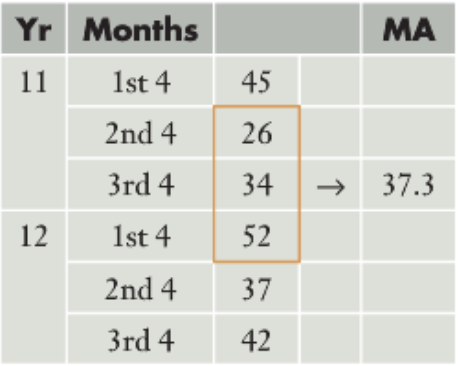 Yr Months MA
11 1st 4 45
2nd 4 26
3rd 4 34 → 37.3
12 1st 4 52
2nd 4 37
3rd 4 42